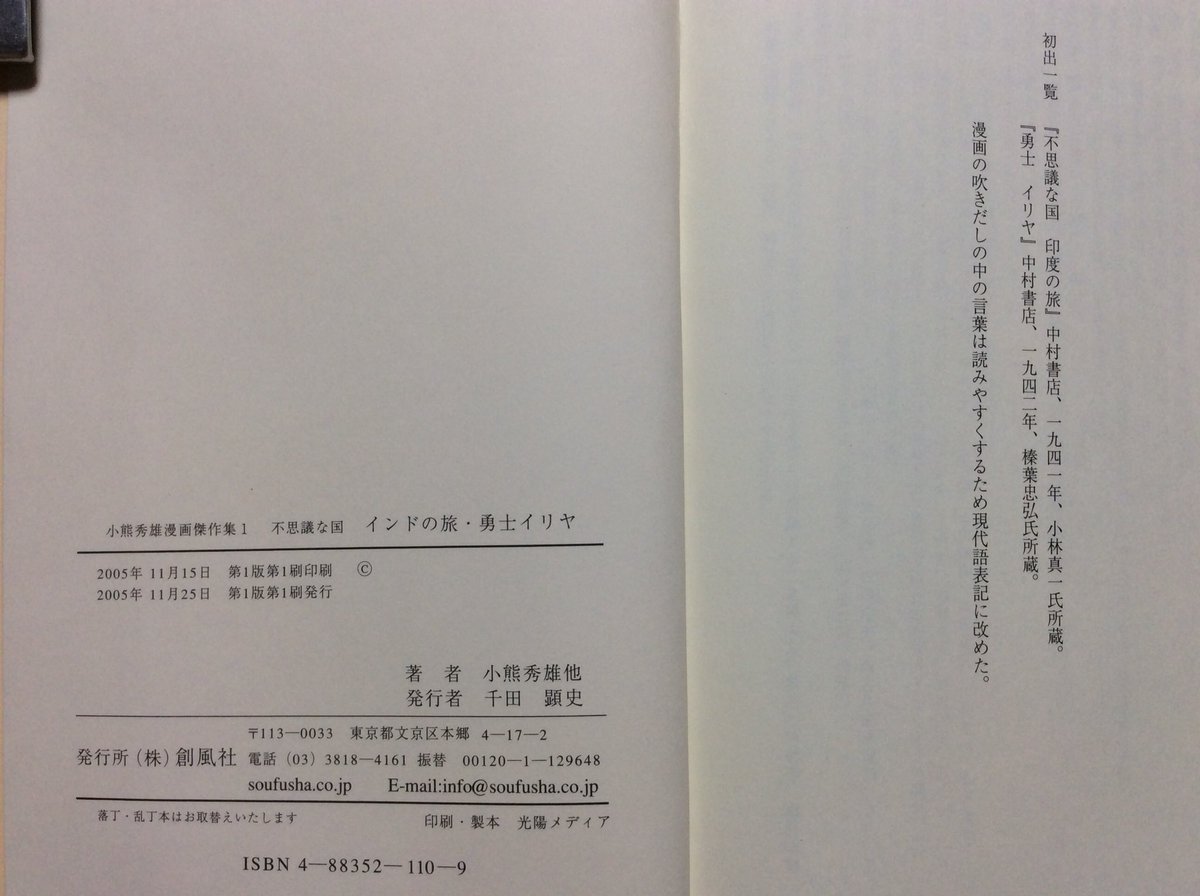 初出一覧　『不思議な国　印度の旅』中村書店、一九四一年、小林真一氏所蔵。
『勇士　イリヤ』中村書店、一九四二年、榛葉忠弘氏所蔵。
漫画の吹きだしの中の言葉は読みやすくするため現代語表記に改めた。
小熊秀雄漫画傑作集1　不思議な国　インドの旅・勇士イリヤ
2005年 11月15日　第1版第1刷印刷　©
2005年 11月25日　第1版第1刷発行
著　者　小熊秀雄他
発行者　千田　顕史
〒113―0033　東京都文京区本郷 4―17―2
発行所（株）創風社　電話（03）3818―4161 振替　00120―1―129648
soufusha.co.jp　E-mail:info@soufusha.co.jp
落丁・乱丁本はお取替えいたします　印刷・製本　光陽メディア
ISBN 4―88352―110―9